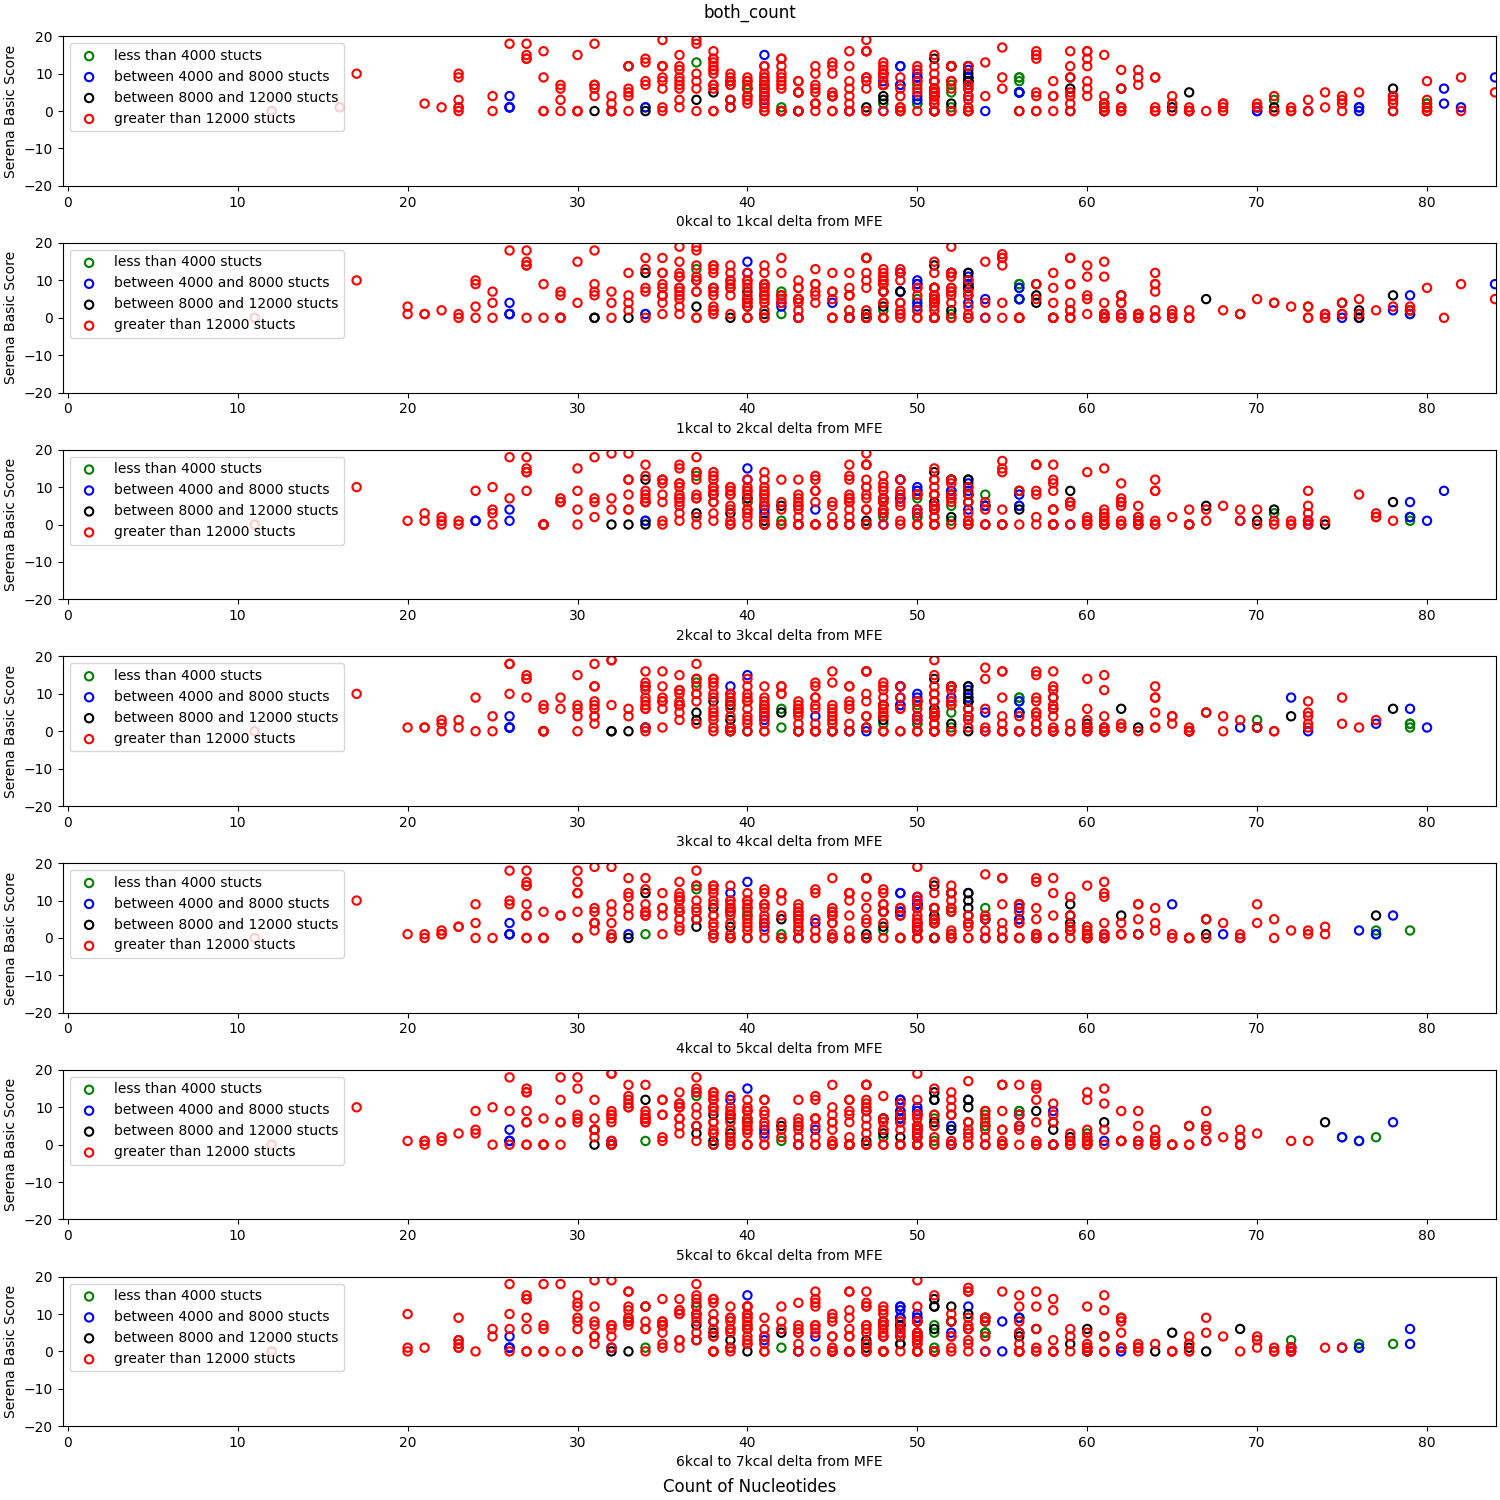 both_count
Serena Basic Score
20
10
0
−10
−20
less than 4000 stucts
between 4000 and 8000 stucts
between 8000 and 12000 stucts
greater than 12000 stucts
0 10 20 30 40 50 60 70 80
0kcal to 1kcal delta from MFE
Serena Basic Score
20
10
0
−10
−20
less than 4000 stucts
between 4000 and 8000 stucts
between 8000 and 12000 stucts
greater than 12000 stucts
0 10 20 30 40 50 60 70 80
1kcal to 2kcal delta from MFE
Serena Basic Score
20
10
0
−10
−20
less than 4000 stucts
between 4000 and 8000 stucts
between 8000 and 12000 stucts
greater than 12000 stucts
0 10 20 30 40 50 60 70 80
2kcal to 3kcal delta from MFE
Serena Basic Score
20
10
0
−10
−20
less than 4000 stucts
between 4000 and 8000 stucts
between 8000 and 12000 stucts
greater than 12000 stucts
0 10 20 30 40 50 60 70 80
3kcal to 4kcal delta from MFE
Serena Basic Score
20
10
0
−10
−20
less than 4000 stucts
between 4000 and 8000 stucts
between 8000 and 12000 stucts
greater than 12000 stucts
0 10 20 30 40 50 60 70 80
4kcal to 5kcal delta from MFE
Serena Basic Score
20
10
0
−10
−20
less than 4000 stucts
between 4000 and 8000 stucts
between 8000 and 12000 stucts
greater than 12000 stucts
0 10 20 30 40 50 60 70 80
5kcal to 6kcal delta from MFE
Serena Basic Score
20
10
0
−10
−20
less than 4000 stucts
between 4000 and 8000 stucts
between 8000 and 12000 stucts
greater than 12000 stucts
0 10 20 30 40 50 60 70 80
6kcal to 7kcal delta from MFE
Count of Nucleotides